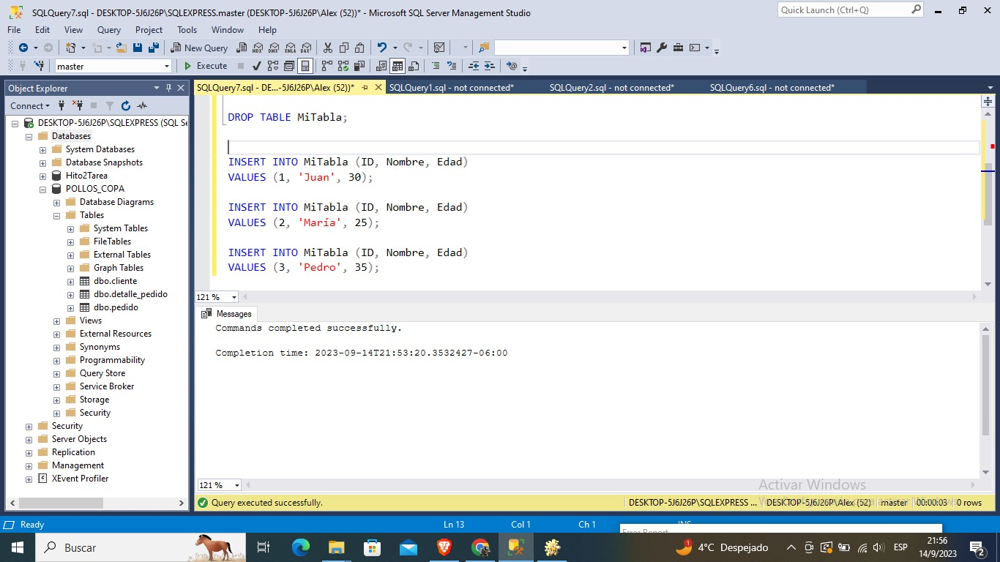 SQLQuery7.sql - DESKTOP-5J6J26P\SQLEXPRESS.master (DESKTOP-5J6J26P\Alex (52))* - Microsoft SQL Server Management Studio
Quick Launch (Ctrl+Q)
File Edit View Query Project Tools Window Help
New Query MDX DMX XMLA DAX
master Execute
Object Explorer
SQLQuery7.sql - DE...-5J6J26P\Alex (52))* SQLQuery1.sql - not connected* SQLQuery2.sql - not connected* SQLQuery6.sql - not connected*
Connect
DESKTOP-5J6J26P\SQLEXPRESS (SQL Se
Databases
System Databases
Database Snapshots
Hito2Tarea
POLLOS_COPA
Database Diagrams
Tables
System Tables
FileTables
External Tables
Graph Tables
dbo.cliente
dbo.detalle_pedido
dbo.pedido
Views
External Resources
Synonyms
Programmability
Query Store
Service Broker
Storage
Security
Security
Server Objects
Replication
Management
XEvent Profiler
DROP TABLE MiTabla;
INSERT INTO MiTabla (ID, Nombre, Edad)
VALUES (1, 'Juan', 30);
INSERT INTO MiTabla (ID, Nombre, Edad)
VALUES (2, 'María', 25);
INSERT INTO MiTabla (ID, Nombre, Edad)
VALUES (3, 'Pedro', 35);
121 %
Messages
Commands completed successfully.
Completion time: 2023-09-14T21:53:20.3532427-06:00
121 %
Activar Windows
Query executed successfully. DESKTOP-5J6J26P\SQLEXPRESS ... DESKTOP-5J6J26P\Alex (52) master 00:00:03 0 rows
Ready Ln 13 Col 1 Ch 1 INS
Error Report
Buscar
1 4°C Despejado ESP
21:56
14/9/2023
2